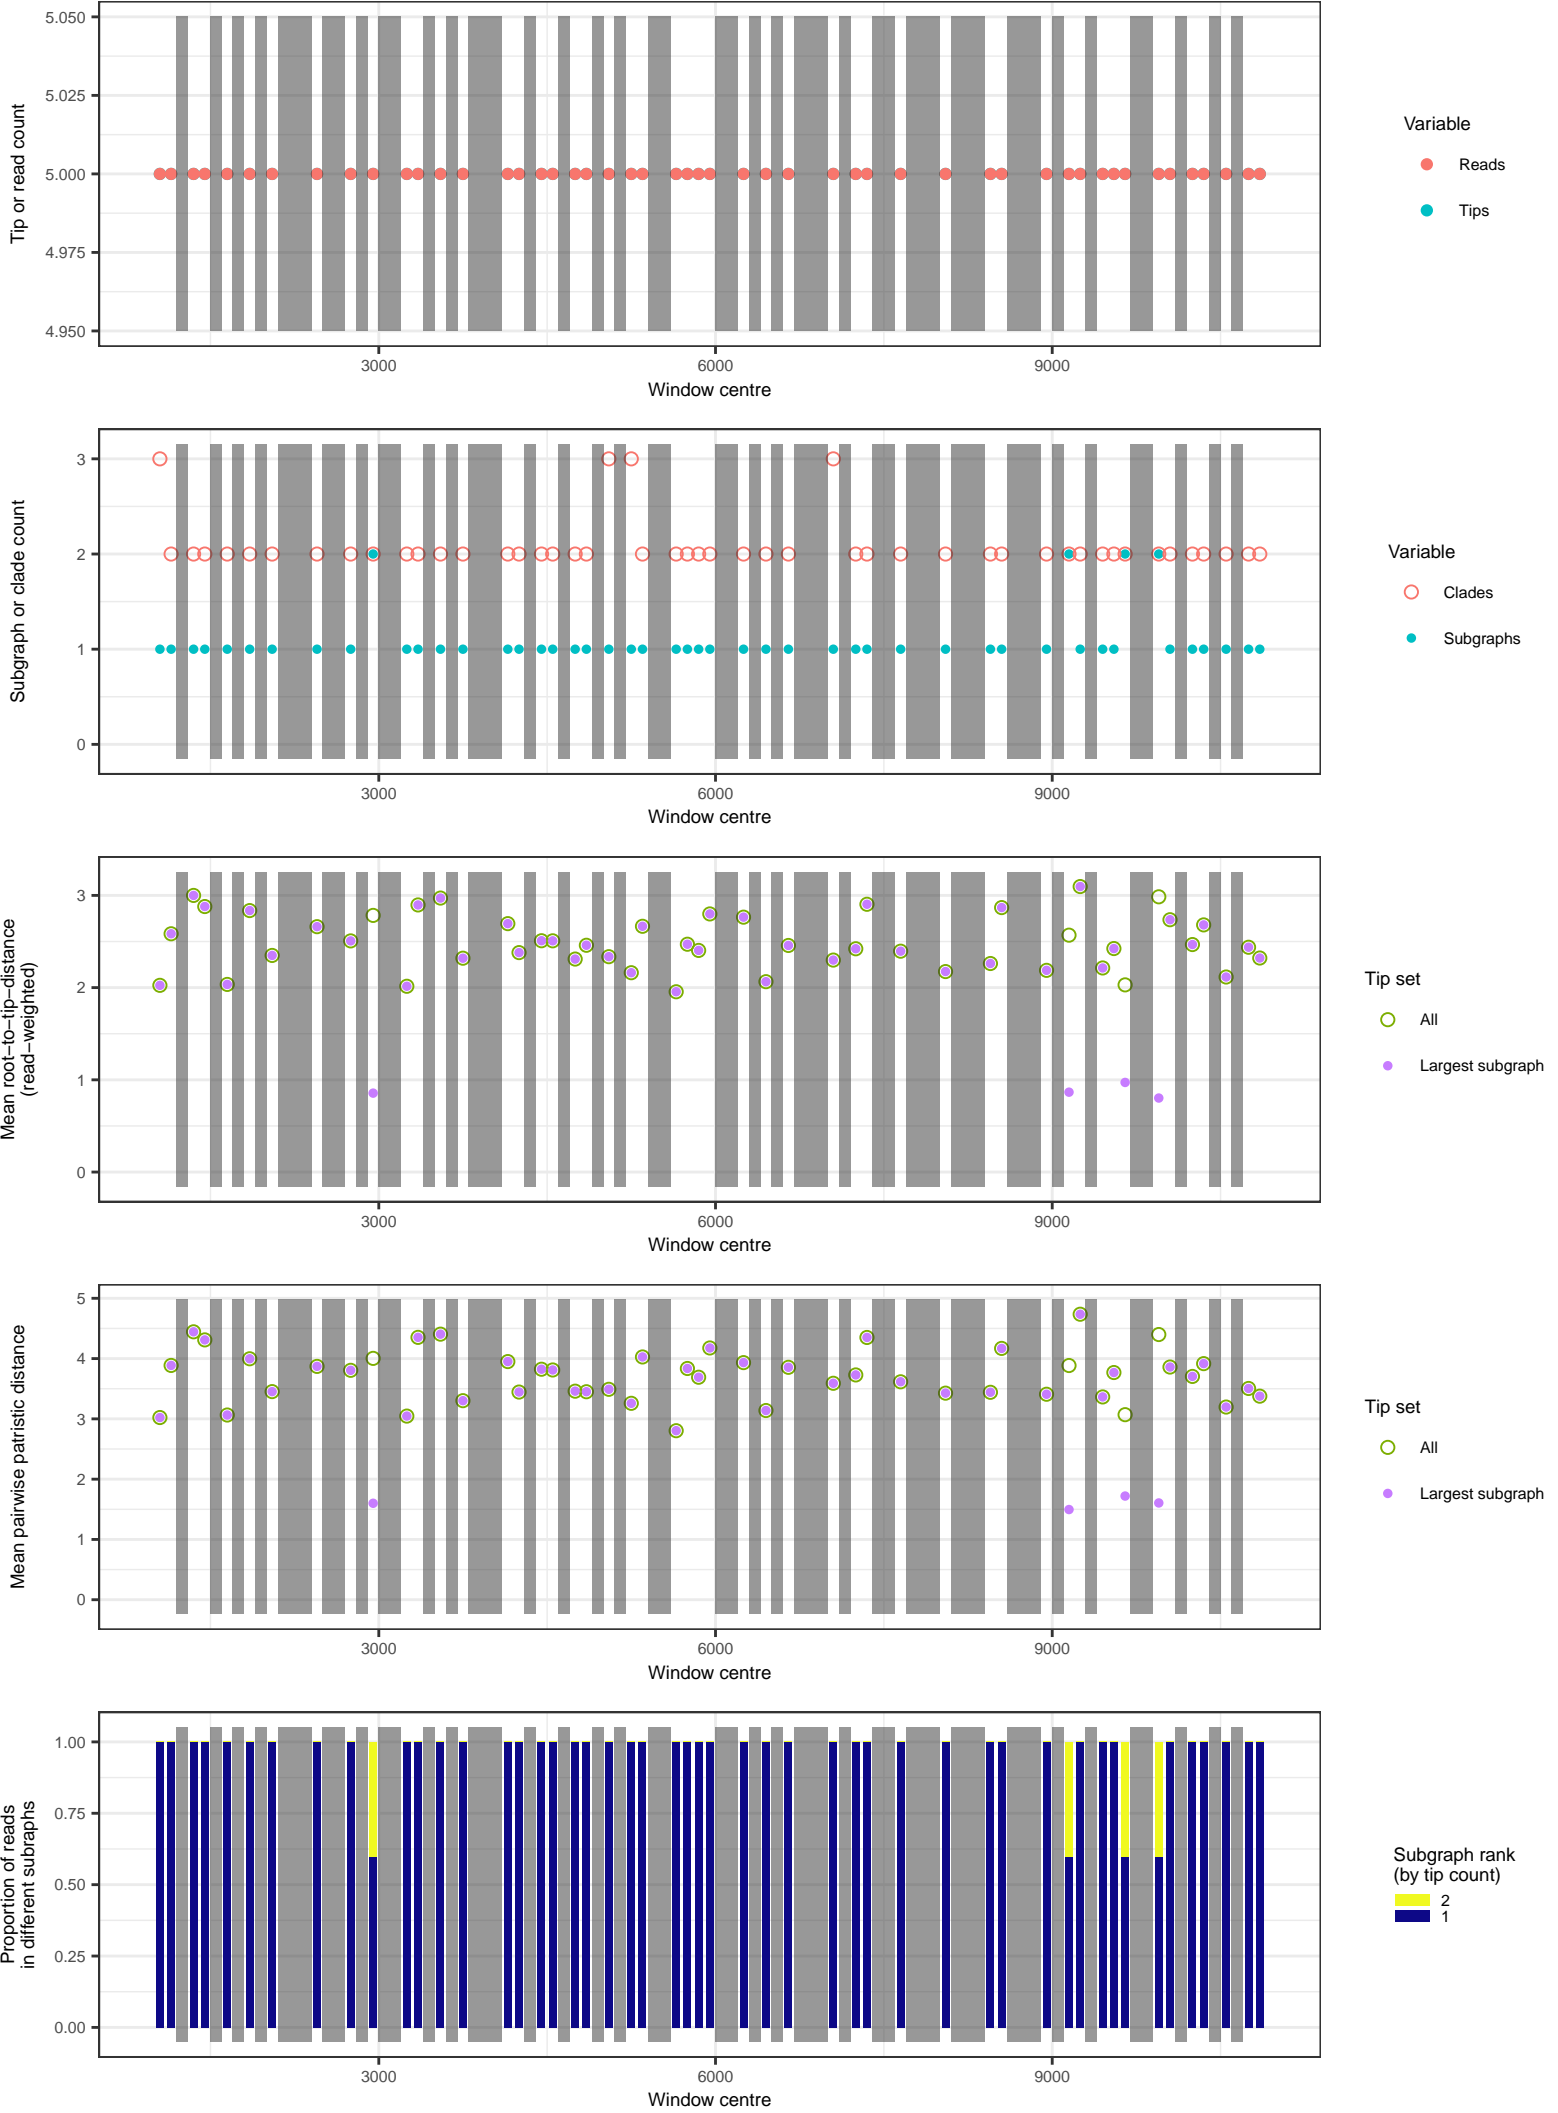 5.050
5.025
5.000
4.975
4.950
Tip or read count
3000
6000
9000
Window centre
Variable
Reads
Tips
3
2
1
0
Subgraph or clade count
3000
6000
9000
Window centre
Variable
Clades
Subgraphs
3
2
1
0
Mean root−to−tip−distance
(read−weighted)
3000
6000
9000
Window centre
Tip set
All
Largest subgraph
5
4
3
2
1
0
Mean pairwise patristic distance
3000
6000
9000
Window centre
Tip set
All
Largest subgraph
1.00
0.75
0.50
0.25
0.00
Proportion of reads
in different subraphs
3000
6000
9000
Window centre
Subgraph rank
(by tip count)
2
1